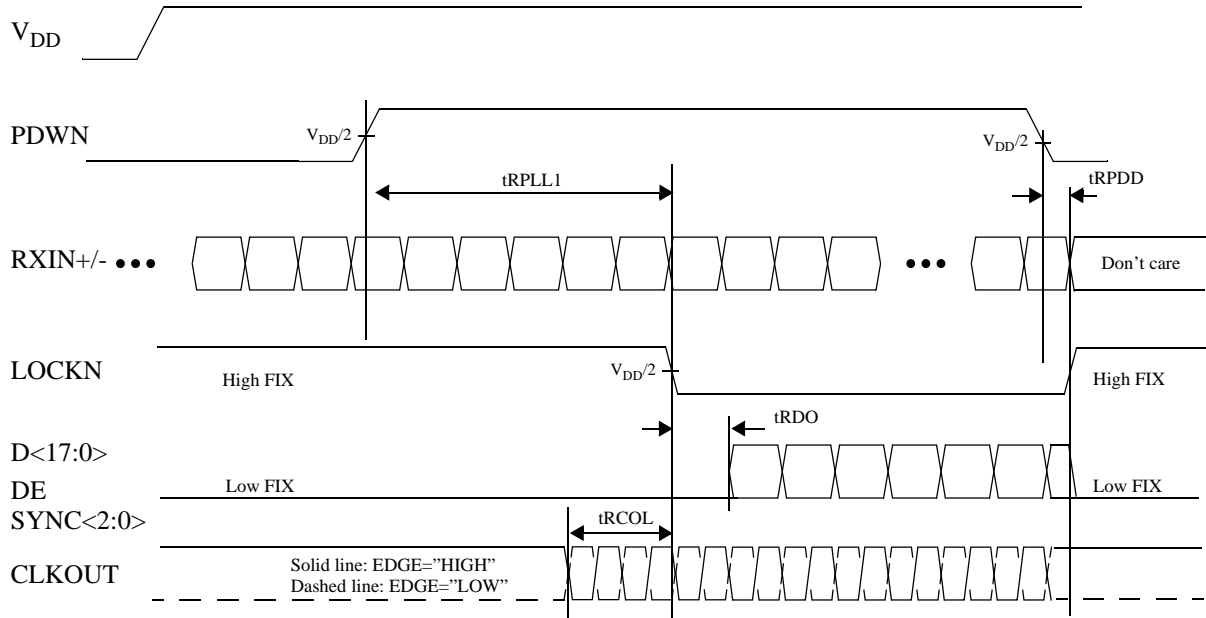 VDD
PDWN
VDD/2
VDD/2
tRPLL1
tRPDD
RXIN+/- •••
•••
Don't care
LOCKN
High FIX
VDD/2
High FIX
tRDO
D<17:0>
DE
Low FIX
Low FIX
SYNC<2:0>
tRCOL
CLKOUT
Solid line: EDGE=”HIGH”
Dashed line: EDGE=”LOW”